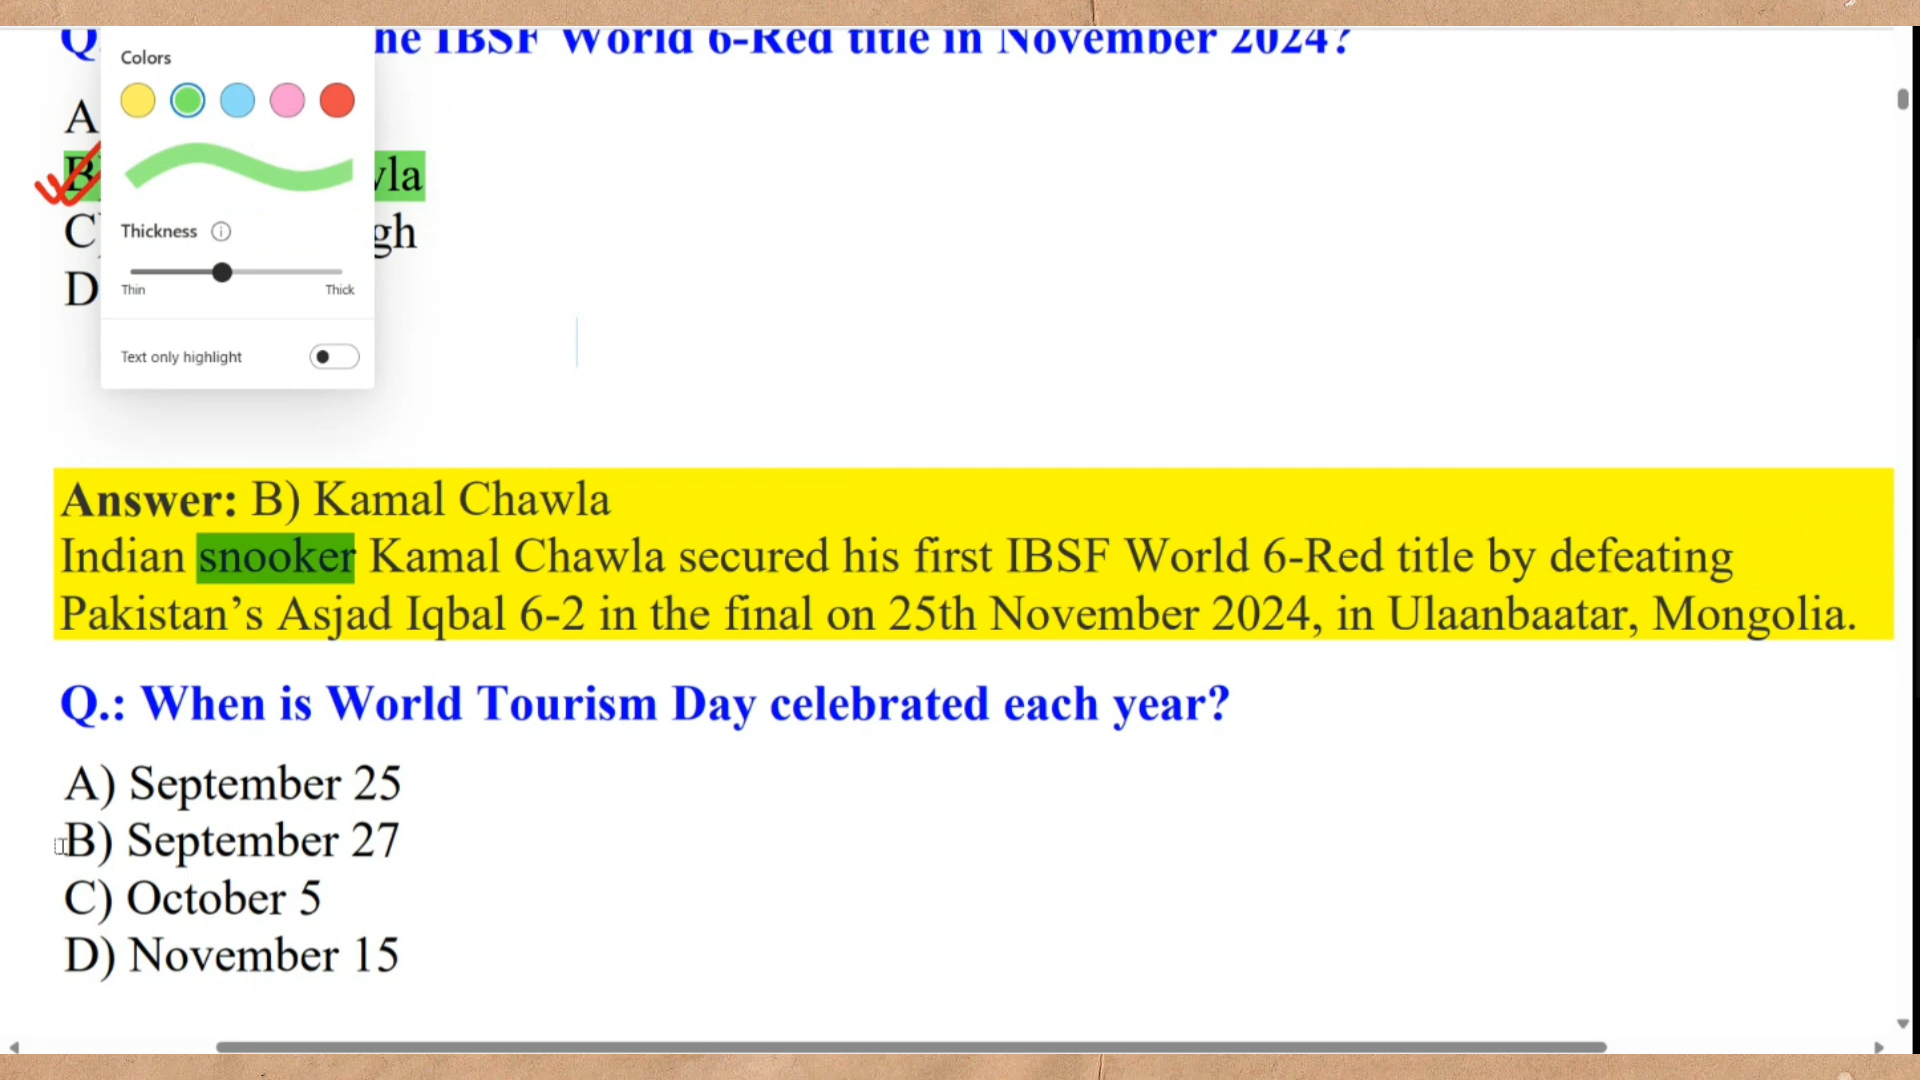 Q
he IBSF World 6-Red title in November 2024?
Colors
A
B) vla
Thickness
C) gh
Thin Thick
D
Text only highlight
Answer: B) Kamal Chawla
Indian snooker Kamal Chawla secured his first IBSF World 6-Red title by defeating
Pakistan’s Asjad Iqbal 6-2 in the final on 25th November 2024, in Ulaanbaatar, Mongolia.
Q.: When is World Tourism Day celebrated each year?
A) September 25
B) September 27
C) October 5
D) November 15